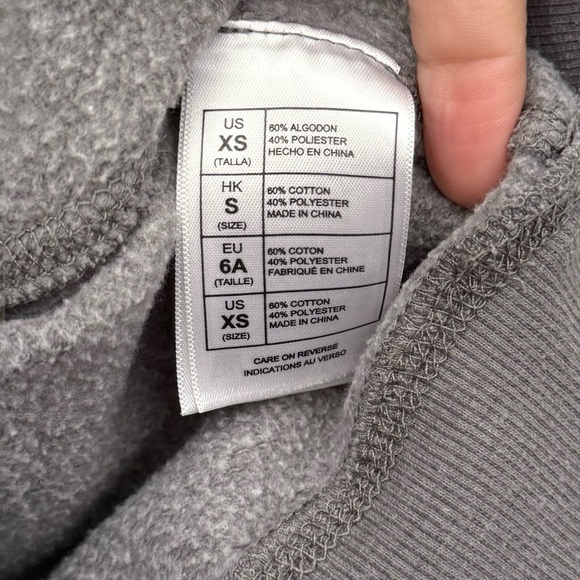 US
XS
(TALLA)
60% ALGODON
40% POLIESTER
HECHO EN CHINA
HK
S
(SIZE)
60% COTTON
40% POLYESTER
MADE IN CHINA
EU
6A
(TAILLE)
60% COTON
40% POLYESTER
FABRIQUÉ EN CHINE
US
XS
(SIZE)
60% COTTON
40% POLYESTER
MADE IN CHINA
CARE ON REVERSE
INDICATIONS AU VERSO